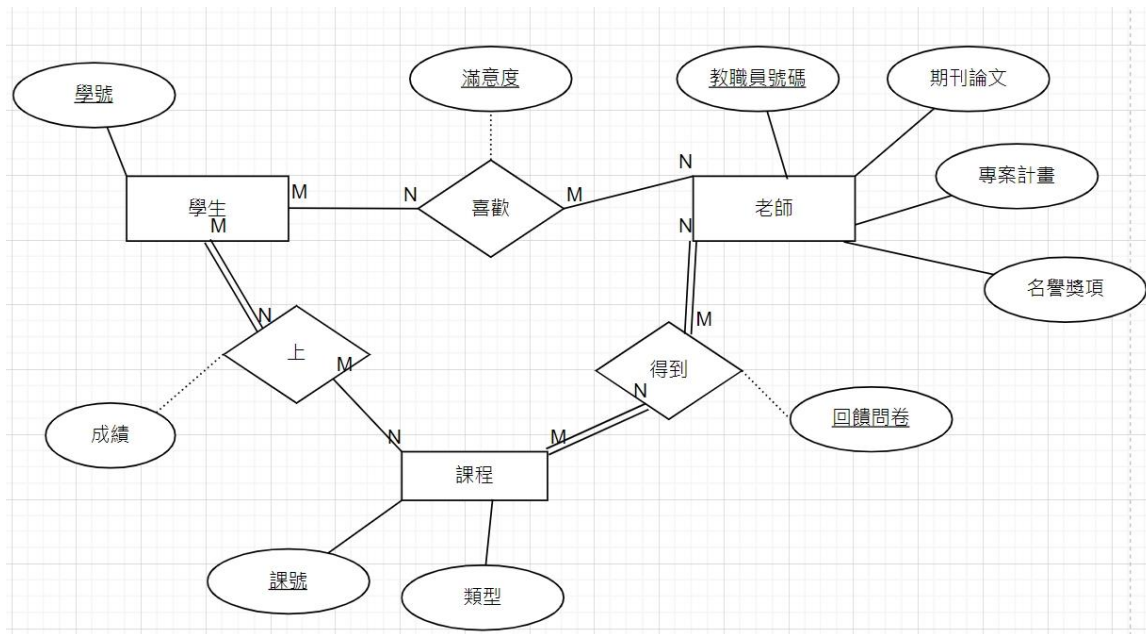 滿意度
教職員號碼
期刊論文
學號
專案計畫
M
N
M
N
學生
喜歡
老師
M
N
名譽獎項
N
M
上
M
得到
N
回饋問卷
成績
N
M
課程
課號
類型